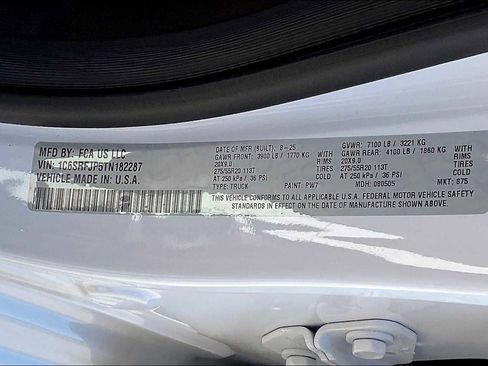 MFD BY: FCA US LLC
VIN: 1C6SRFJP5TN182287
VEHICLE MADE IN U.S.A.
DATE OF MFR (BUILT): 8-25
GAWR FRONT: 3900 LB / 1770 KG
20X9.0 RIMS
275/55R20 113T TIRES
AT 250 kPa / 36 PSI COLD
TYPE: TRUCK PAINT: PW7
GVWR: 7100 LB / 3221 KG
GAWR REAR: 4100 LB / 1860 KG
20X9.0 RIMS
275/55R20 113T TIRES
AT 250 kPa / 36 PSI COLD
MDH: 080505 MKT: 875
THIS VEHICLE CONFORMS TO ALL APPLICABLE U.S.A. FEDERAL MOTOR VEHICLE SAFETY
STANDARDS IN EFFECT ON THE DATE OF MANUFACTURE SHOWN ABOVE.